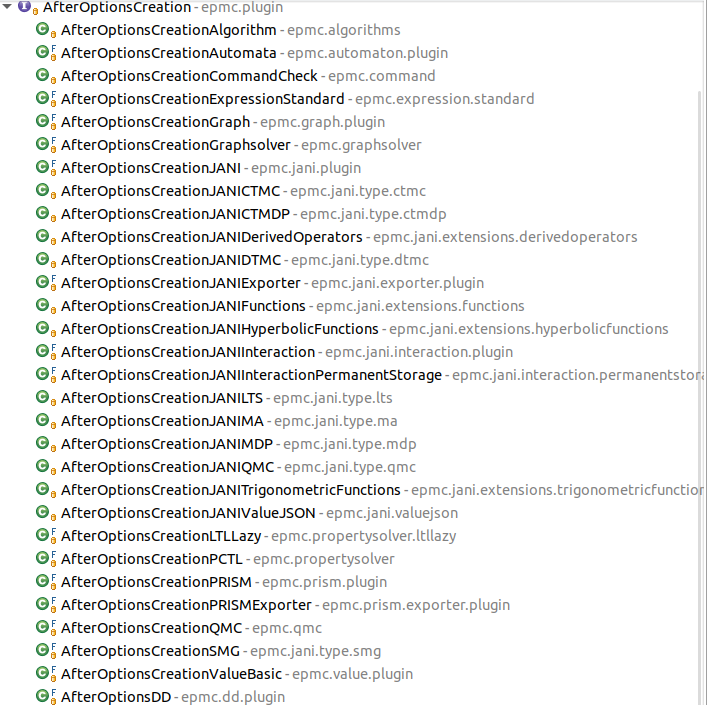 AfterOptionsCreation - epmc.plugin
AfterOptionsCreationAlgorithm - epmc.algorithms
AfterOptionsCreationAutomata - epmc.automaton.plugin
AfterOptionsCreationCommandCheck - epmc.command
AfterOptionsCreationExpressionStandard - epmc.expression.standard
AfterOptionsCreationGraph - epmc.graph.plugin
AfterOptionsCreationGraphsolver - epmc.graphsolver
AfterOptionsCreationJANI - epmc.jani.plugin
AfterOptionsCreationJANICTMC - epmc.jani.type.ctmc
AfterOptionsCreationJANICTMDP - epmc.jani.type.ctmdp
AfterOptionsCreationJANIDerivedOperators - epmc.jani.extensions.derivedoperators
AfterOptionsCreationJANIDTMC - epmc.jani.type.dtmc
AfterOptionsCreationJANIExporter - epmc.jani.exporter.plugin
AfterOptionsCreationJANIFunctions - epmc.jani.extensions.functions
AfterOptionsCreationJANIHyperbolicFunctions - epmc.jani.extensions.hyperbolicfunctions
AfterOptionsCreationJANIInteraction - epmc.jani.interaction.plugin
AfterOptionsCreationJANIInteractionPermanentStorage - epmc.jani.interaction.permanentstora
AfterOptionsCreationJANILTS - epmc.jani.type.lts
AfterOptionsCreationJANIMA - epmc.jani.type.ma
AfterOptionsCreationJANIMDP - epmc.jani.type.mdp
AfterOptionsCreationJANIQMC - epmc.jani.type.qmc
AfterOptionsCreationJANITrigonometricFunctions - epmc.jani.extensions.trigonometricfunction
AfterOptionsCreationJANIValueJSON - epmc.jani.valuejson
AfterOptionsCreationLTLLazy - epmc.propertysolver.ltllazy
AfterOptionsCreationPCTL - epmc.propertysolver
AfterOptionsCreationPRISM - epmc.prism.plugin
AfterOptionsCreationPRISMExporter - epmc.prism.exporter.plugin
AfterOptionsCreationQMC - epmc.qmc
AfterOptionsCreationSMG - epmc.jani.type.smg
AfterOptionsCreationValueBasic - epmc.value.plugin
AfterOptionsDD - epmc.dd.plugin